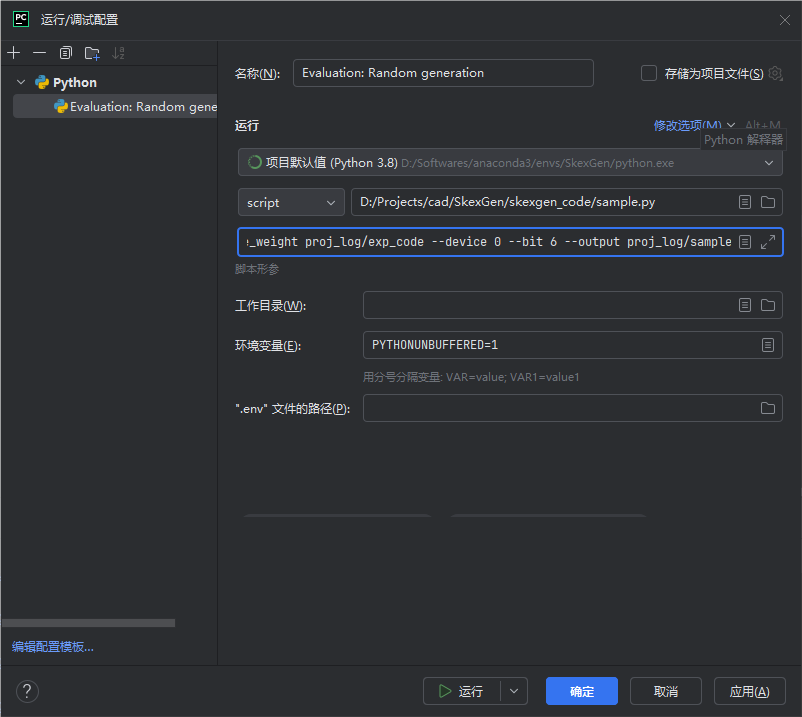 PC 运行/调试配置
Python
Evaluation: Random gene
编辑配置模板...
名称(N): Evaluation: Random generation 存储为项目文件(S)
运行 修改选项(M) Alt+M
Python 解释器
项目默认值 (Python 3.8) D:/Softwares/anaconda3/envs/SkexGen/python.exe
script D:/Projects/cad/SkexGen/skexgen_code/sample.py
e_weight proj_log/exp_code --device 0 --bit 6 --output proj_log/sample
脚本形参
工作目录(W):
环境变量(E): PYTHONUNBUFFERED=1
用分号分隔变量: VAR=value; VAR1=value1
".env" 文件的路径(P):
? 运行 确定 取消 应用(A)